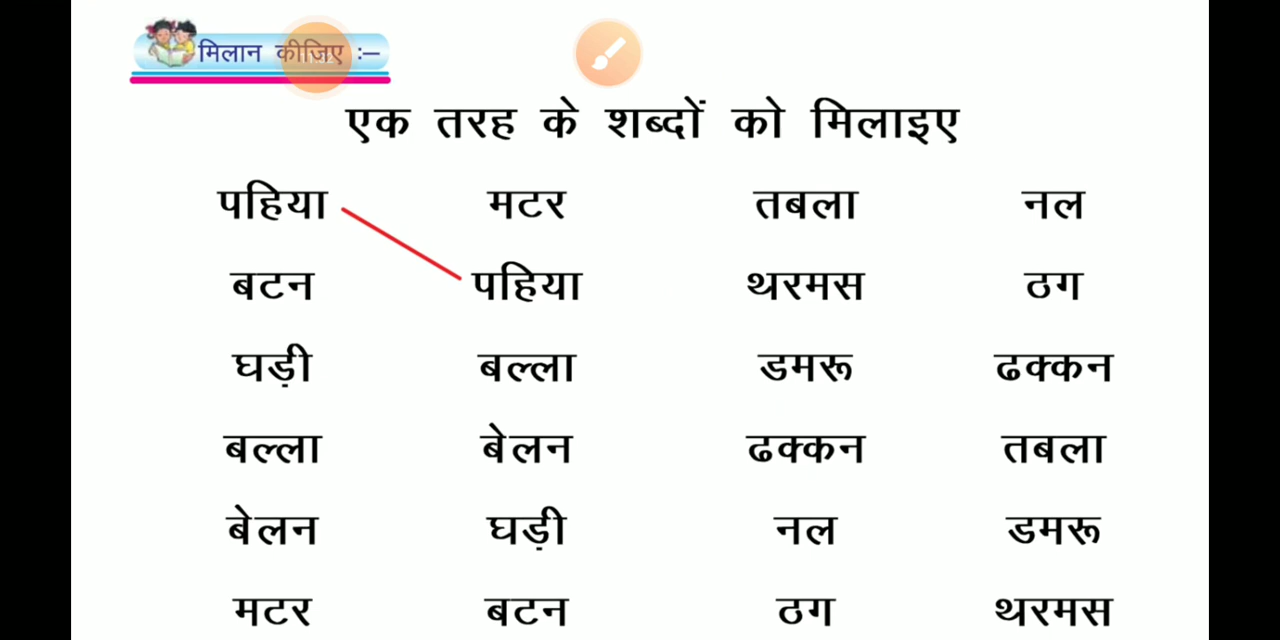 मिलान कीजिए :–
एक तरह के शब्दों को मिलाइए
पहिया मटर तबला नल
बटन पहिया थरमस ठग
घड़ी बल्ला डमरू ढक्कन
बल्ला बेलन ढक्कन तबला
बेलन घड़ी नल डमरू
मटर बटन ठग थरमस